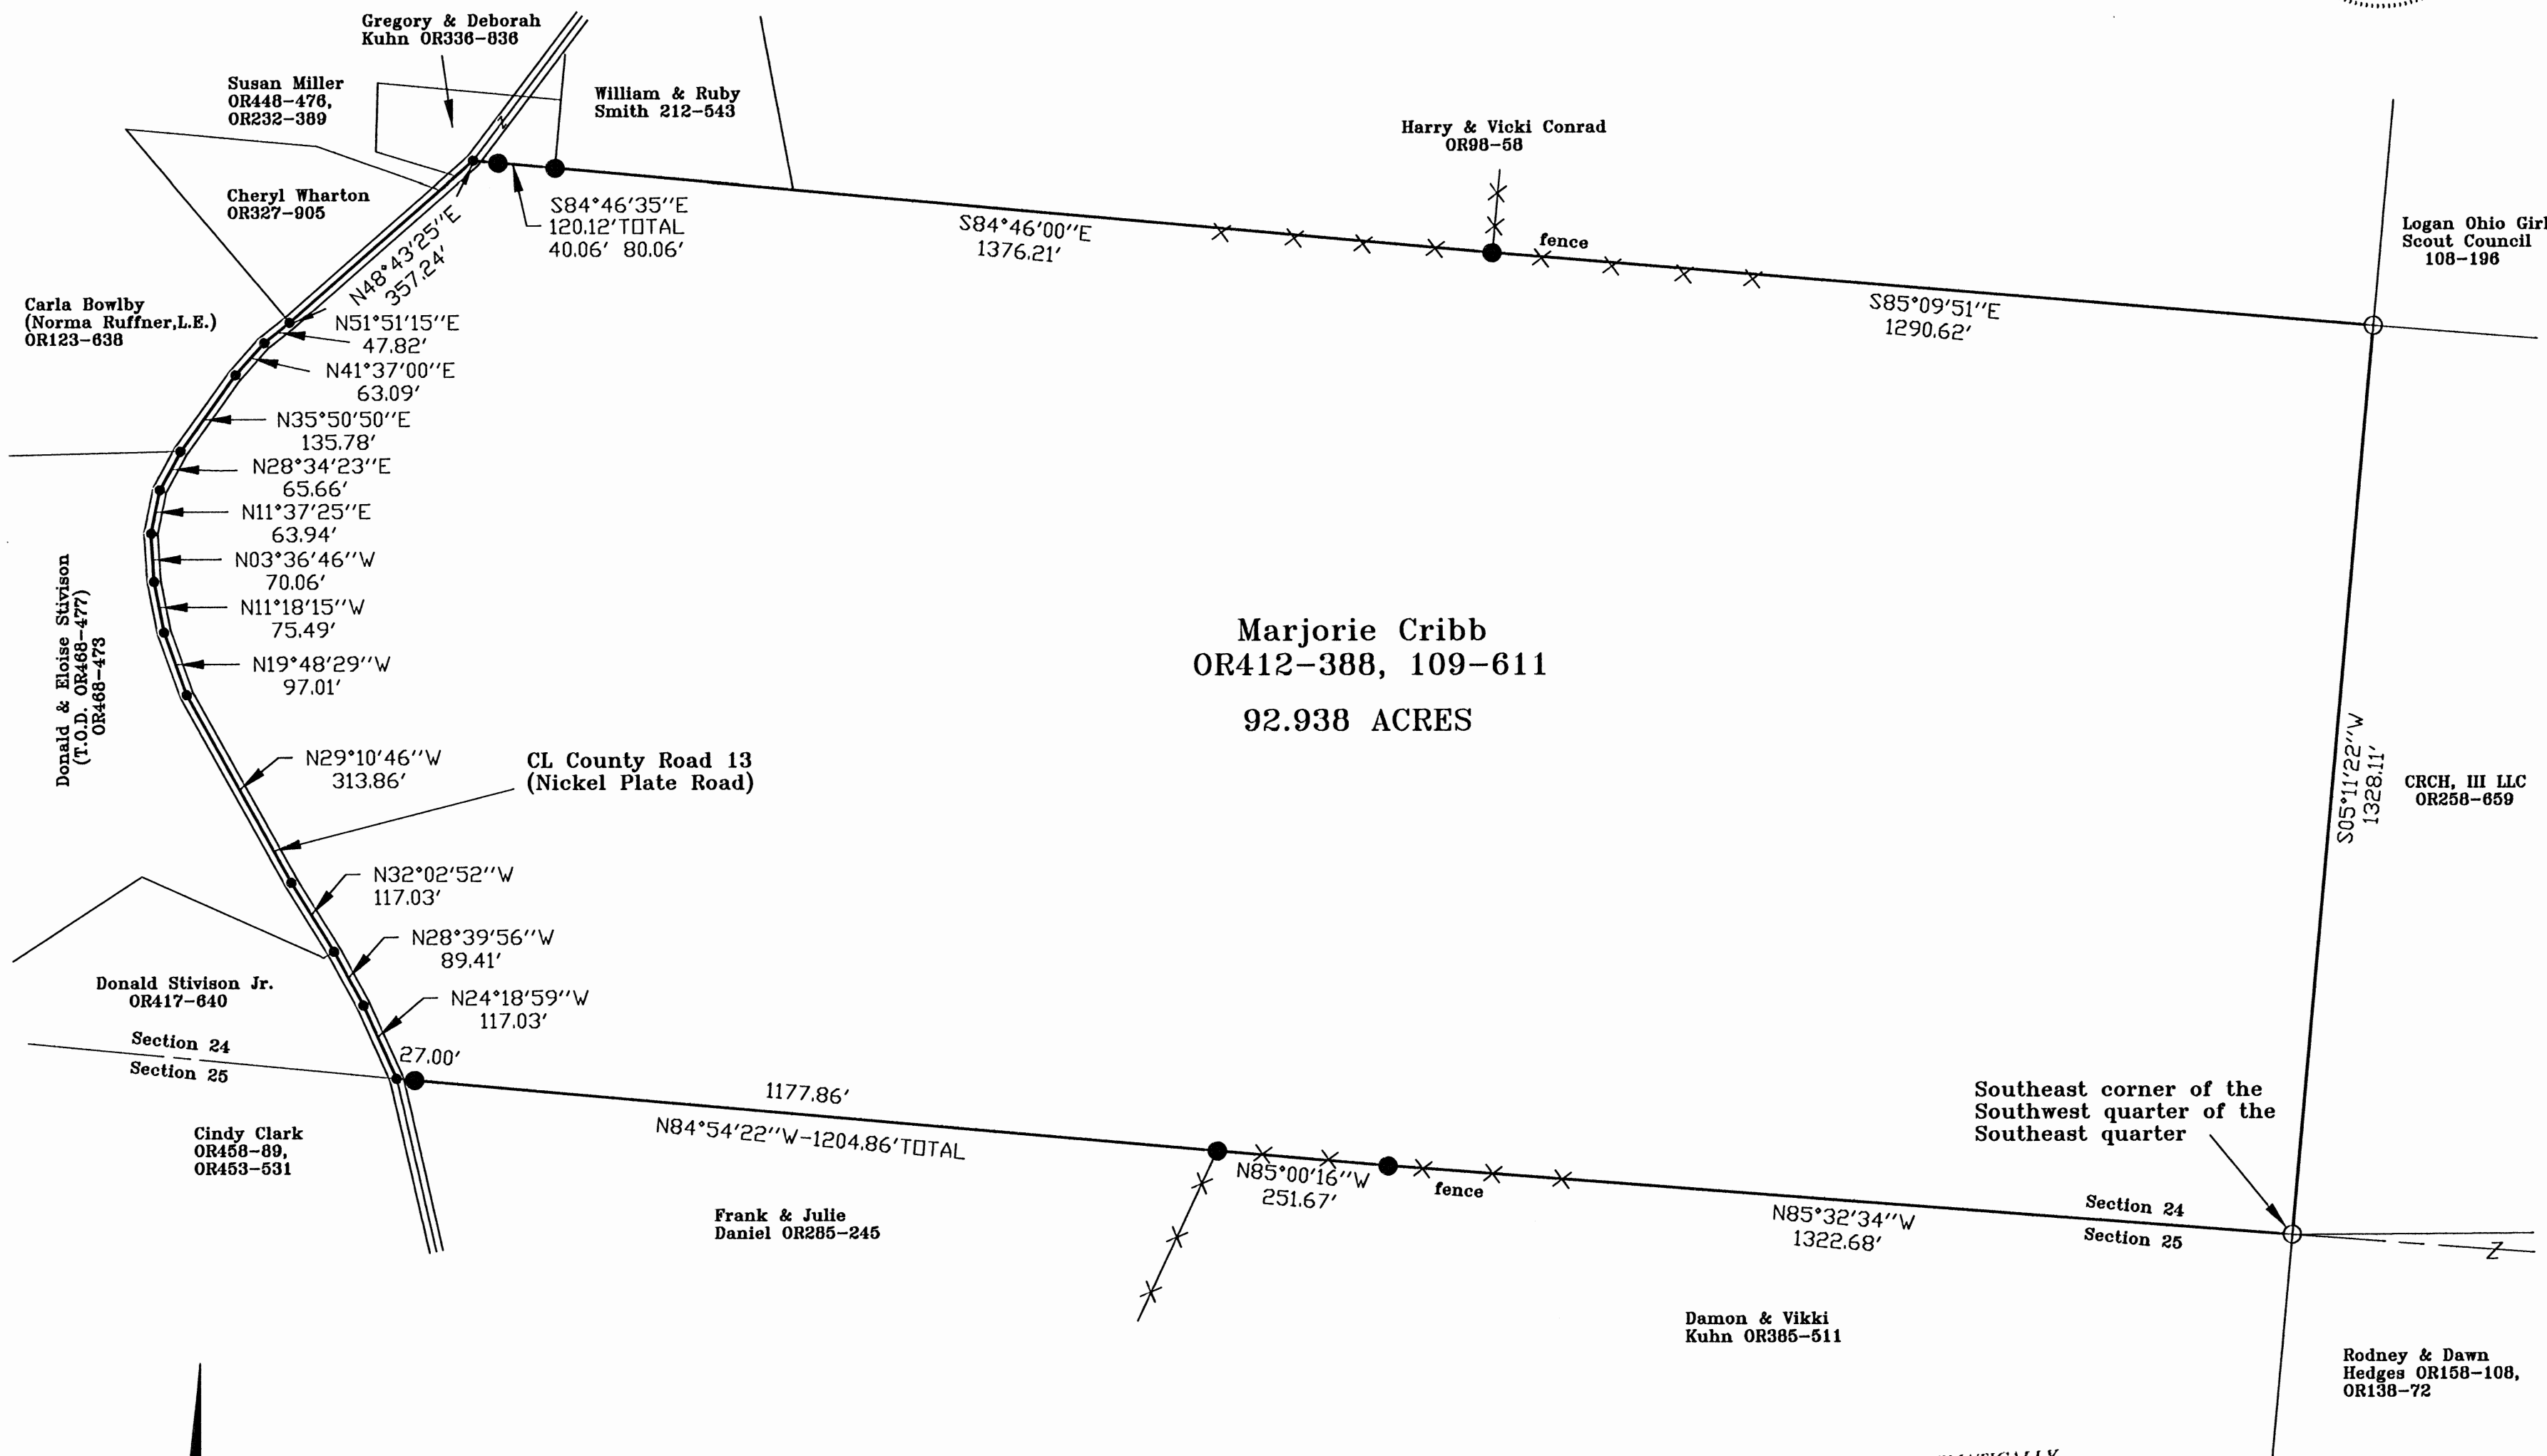 Gregory & Deborah
Kuhn OR336-836
Susan Miller
OR448-476,
OR232-389
William & Ruby
Smith 212-543
Harry & Vicki Conrad
OR98-58
Cheryl Wharton
OR327-905
S84°46'35''E
120.12'TOTAL
40.06' 80.06'
S84°46'00''E
1376.21'
fence
Logan Ohio Girl
Scout Council
108-196
N48°43'25''E
357.24'
Carla Bowlby
(Norma Ruffner,L.E.)
OR123-638
S85°09'51''E
1290.62'
N51°51'15''E
47.82'
N41°37'00''E
63.09'
N35°50'50''E
135.78'
N28°34'23''E
65.66'
N11°37'25''E
63.94'
N03°36'46''W
70.06'
N11°18'15''W
75.49'
N19°48'29''W
97.01'
Donald & Eloise Stivison
(T.O.D. OR468-477)
OR468-473
Marjorie Cribb
OR412-388, 109-611
92.938 ACRES
N29°10'46''W
313.86'
CL County Road 13
(Nickel Plate Road)
S05°11'22''W
1328.11'
CRCH, III LLC
OR258-659
N32°02'52''W
117.03'
N28°39'56''W
89.41'
Donald Stivison Jr.
OR417-640
N24°18'59''W
117.03'
Section 24
Section 25
27.00'
1177.86'
N84°54'22''W-1204.86'TOTAL
Southeast corner of the
Southwest quarter of the
Southeast quarter
Cindy Clark
OR458-89,
OR453-531
N85°00'16''W
251.67'
fence
N85°32'34''W
1322.68'
Section 24
Section 25
Frank & Julie
Daniel OR285-245
Damon & Vikki
Kuhn OR385-511
Rodney & Dawn
Hedges OR158-108,
OR138-72